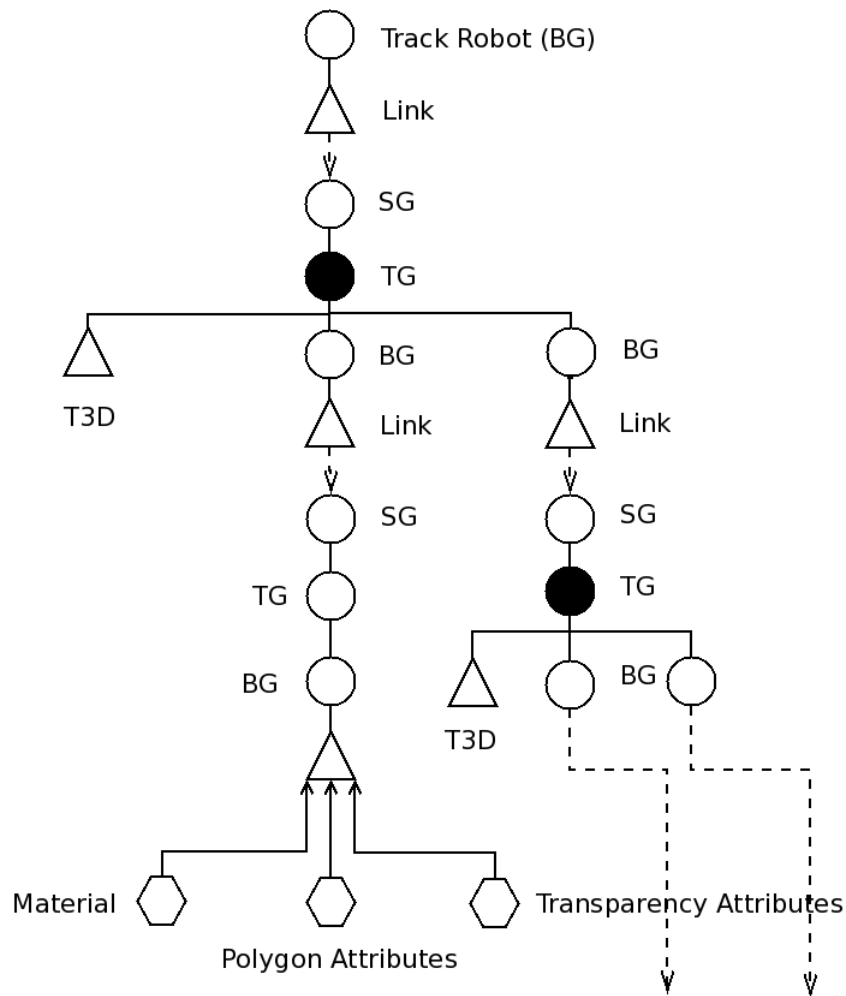 Track Robot (BG)
Link
SG
TG
BG
BG
T3D
Link
Link
SG
SG
TG
TG
BG
BG
T3D
Material
Transparency Attributes
Polygon Attributes